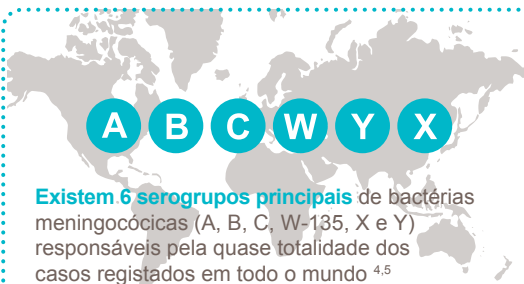 A B C W Y X
Existem 6 serogrupos principais de bactérias
meningocócicas (A, B, C, W-135, X e Y)
responsáveis pela quase totalidade dos
casos registados em todo o mundo 4,5